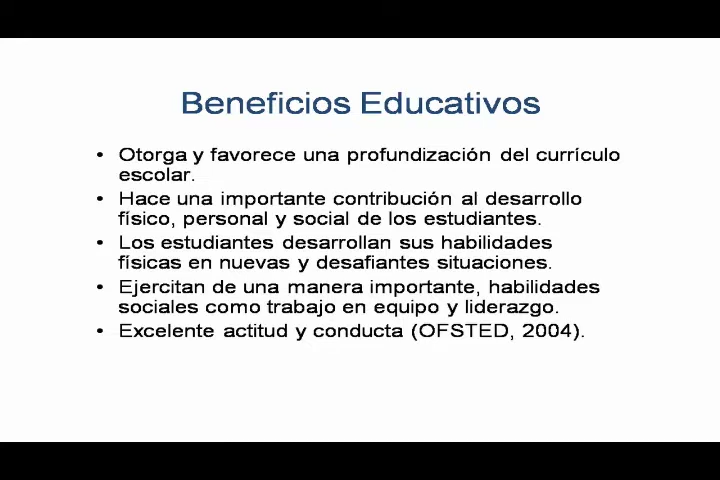 Beneficios Educativos
• Otorga y favorece una profundización del currículo
escolar.
• Hace una importante contribución al desarrollo
físico, personal y social de los estudiantes.
• Los estudiantes desarrollan sus habilidades
físicas en nuevas y desafiantes situaciones.
• Ejercitan de una manera importante, habilidades
sociales como trabajo en equipo y liderazgo.
• Excelente actitud y conducta (OFSTED, 2004).